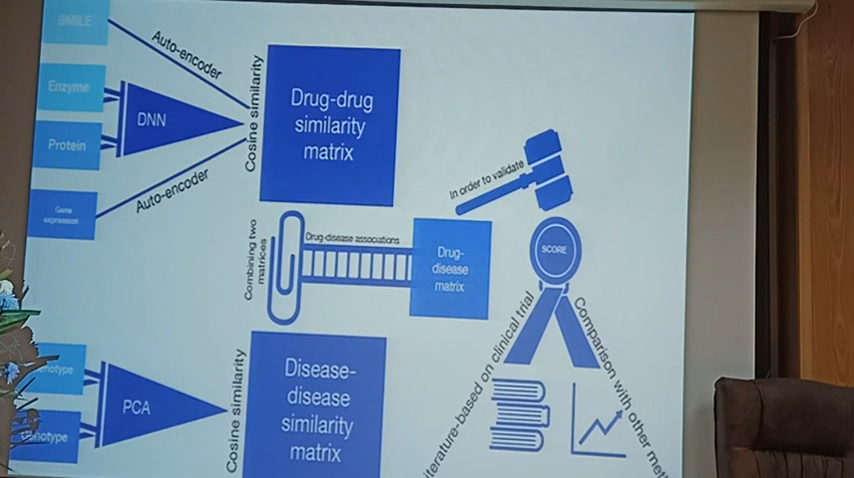 SMILE
Auto-encoder
Enzyme
DNN
Protein
Auto-encoder
Gene
expression
Cosine similarity
Drug-drug
similarity
matrix
In order to validate
SCORE
Combining two
matrices
Drug-disease associations
Drug-
disease
matrix
PCA
Cosine similarity
Disease-
disease
similarity
matrix
iterature-based on clinical trial
Comparison with other met